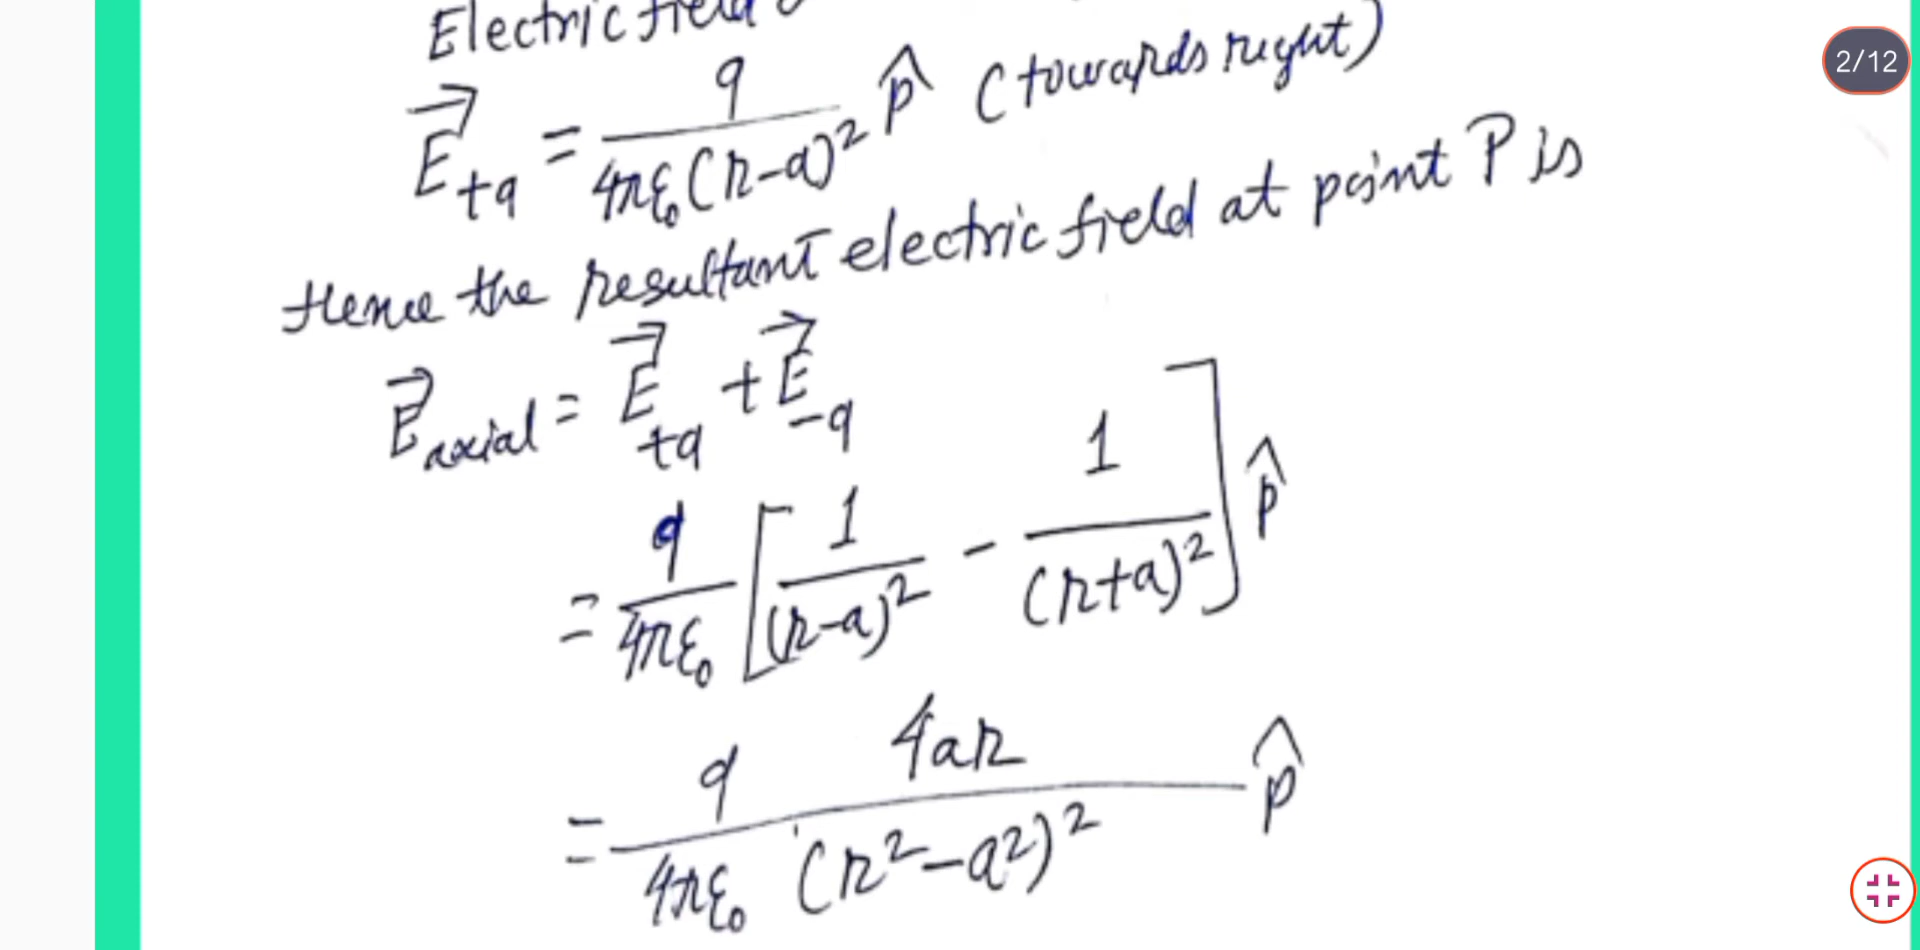 Electric field
2/12
E⃗₊q = q / 4πε₀(r-a)² p̂ (towards right)
Hence the resultant electric field at point P is
E⃗axial = E⃗₊q + E⃗₋q
= q/4πε₀ [1/(r-a)² - 1/(r+a)²] p̂
= q 4ar / 4πε₀ (r²-a²)² p̂